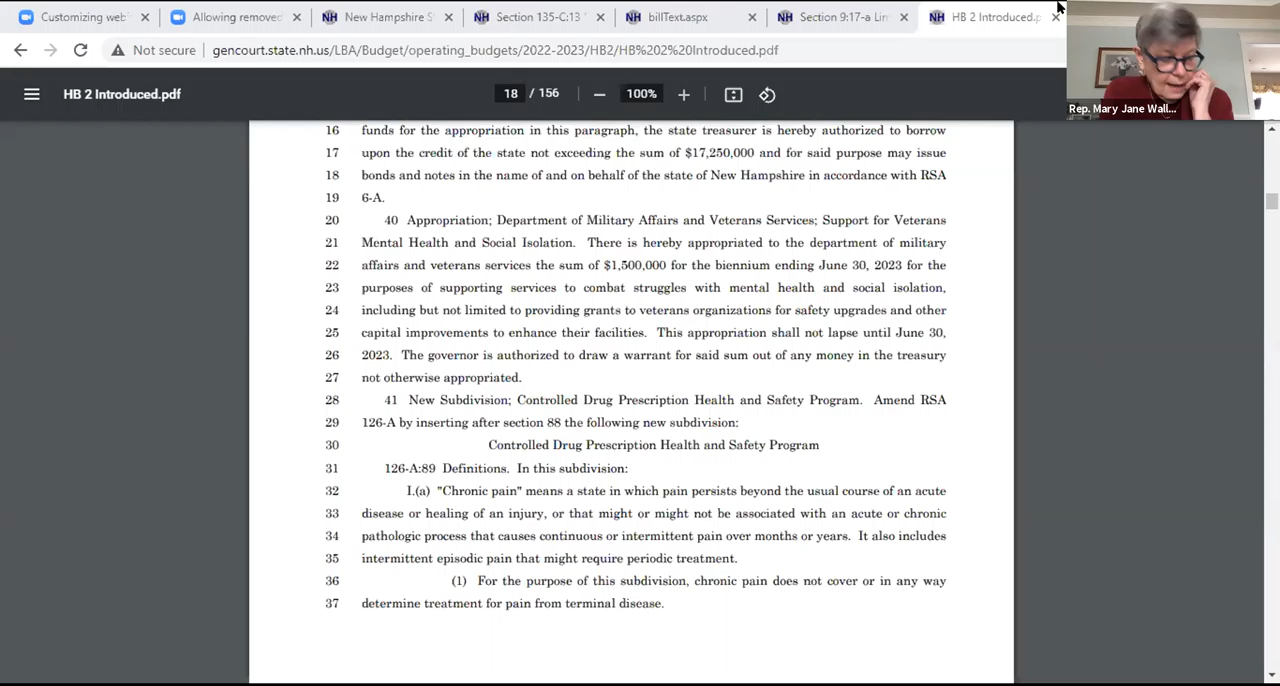 Customizing web
Allowing removed
New Hampshire S
Section 135-C:13
billText.aspx
Section 9:17-a Lin
HB 2 Introduced.p
Not secure
gencourt.state.nh.us/LBA/Budget/operating_budgets/2022-2023/HB2/HB%202%20Introduced.pdf
HB 2 Introduced.pdf
18 / 156
100%
Rep. Mary Jane Wall...
16 funds for the appropriation in this paragraph, the state treasurer is hereby authorized to borrow
17 upon the credit of the state not exceeding the sum of $17,250,000 and for said purpose may issue
18 bonds and notes in the name of and on behalf of the state of New Hampshire in accordance with RSA
19 6-A.
20 40 Appropriation; Department of Military Affairs and Veterans Services; Support for Veterans
21 Mental Health and Social Isolation. There is hereby appropriated to the department of military
22 affairs and veterans services the sum of $1,500,000 for the biennium ending June 30, 2023 for the
23 purposes of supporting services to combat struggles with mental health and social isolation,
24 including but not limited to providing grants to veterans organizations for safety upgrades and other
25 capital improvements to enhance their facilities. This appropriation shall not lapse until June 30,
26 2023. The governor is authorized to draw a warrant for said sum out of any money in the treasury
27 not otherwise appropriated.
28 41 New Subdivision; Controlled Drug Prescription Health and Safety Program. Amend RSA
29 126-A by inserting after section 88 the following new subdivision:
30 Controlled Drug Prescription Health and Safety Program
31 126-A:89 Definitions. In this subdivision:
32 I.(a) "Chronic pain" means a state in which pain persists beyond the usual course of an acute
33 disease or healing of an injury, or that might or might not be associated with an acute or chronic
34 pathologic process that causes continuous or intermittent pain over months or years. It also includes
35 intermittent episodic pain that might require periodic treatment.
36 (1) For the purpose of this subdivision, chronic pain does not cover or in any way
37 determine treatment for pain from terminal disease.